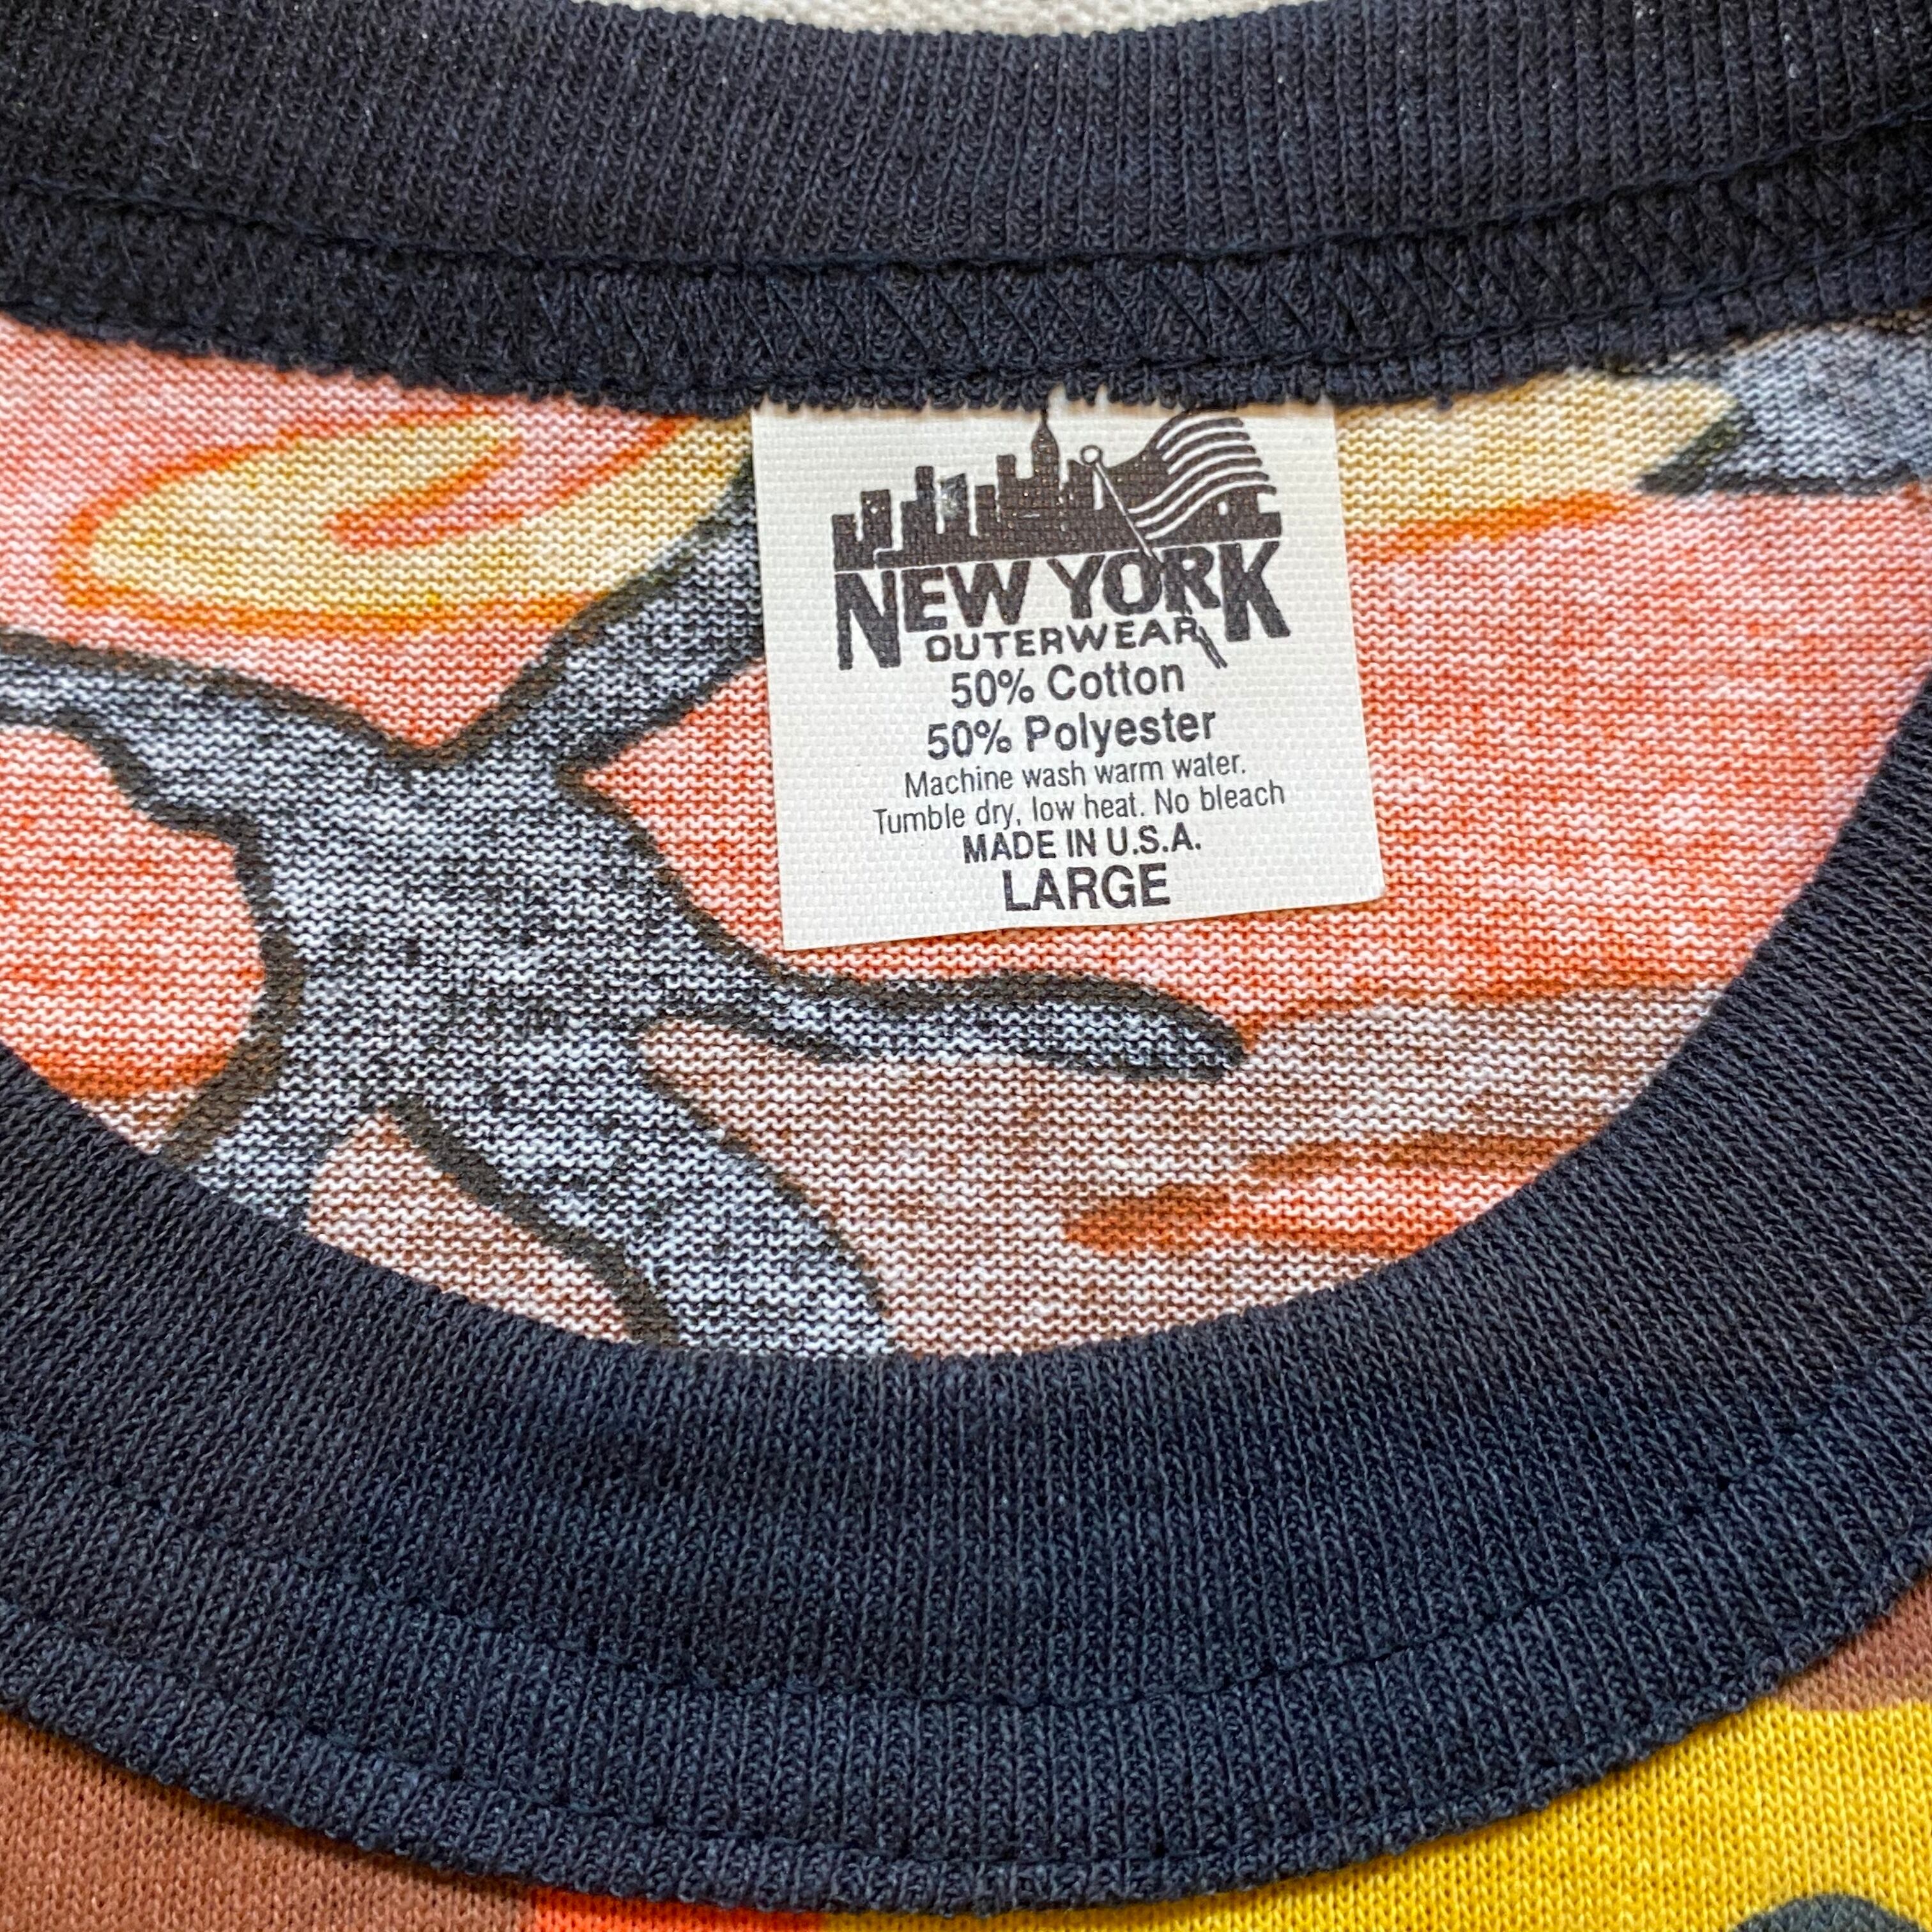 NEW YORK
OUTERWEAR
50% Cotton
50% Polyester
Machine wash warm water.
Tumble dry, low heat. No bleach
MADE IN U.S.A.
LARGE